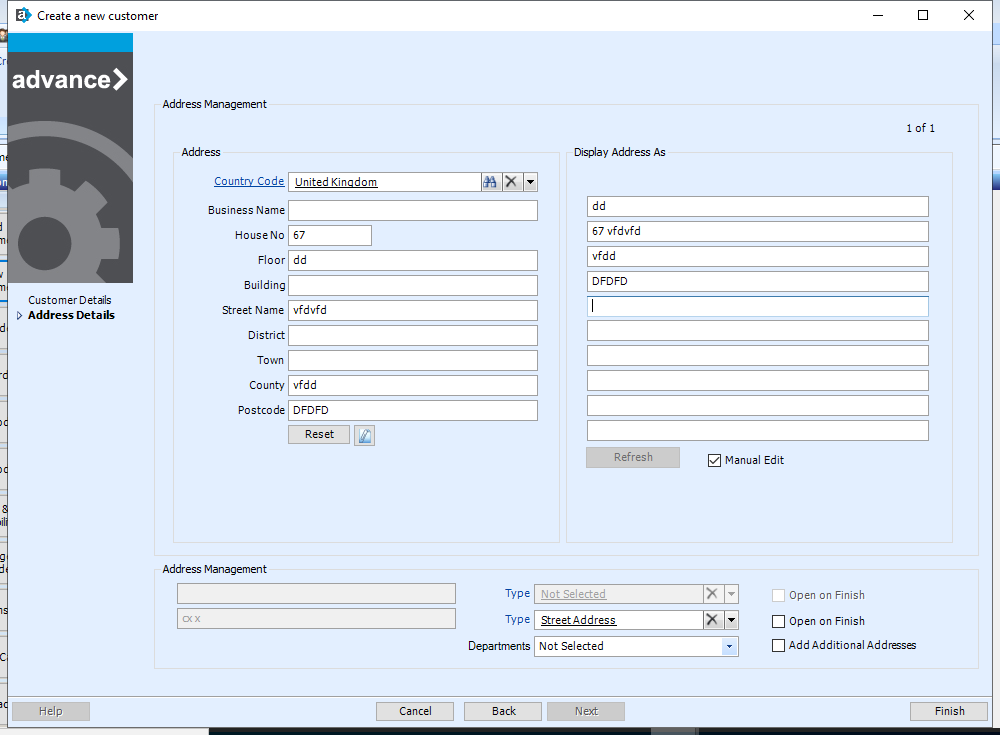 Create a new customer
advance
Customer Details
Address Details
Address Management
1 of 1
Address
Country Code United Kingdom
Business Name
House No 67
Floor dd
Building
Street Name vfdvfd
District
Town
County vfdd
Postcode DFDFD
Reset
Display Address As
dd
67 vfdvfd
vfdd
DFDFD
Refresh
Manual Edit
Address Management
Type Not Selected Open on Finish
cx x Type Street Address Open on Finish
Departments Not Selected Add Additional Addresses
Help Cancel Back Next Finish